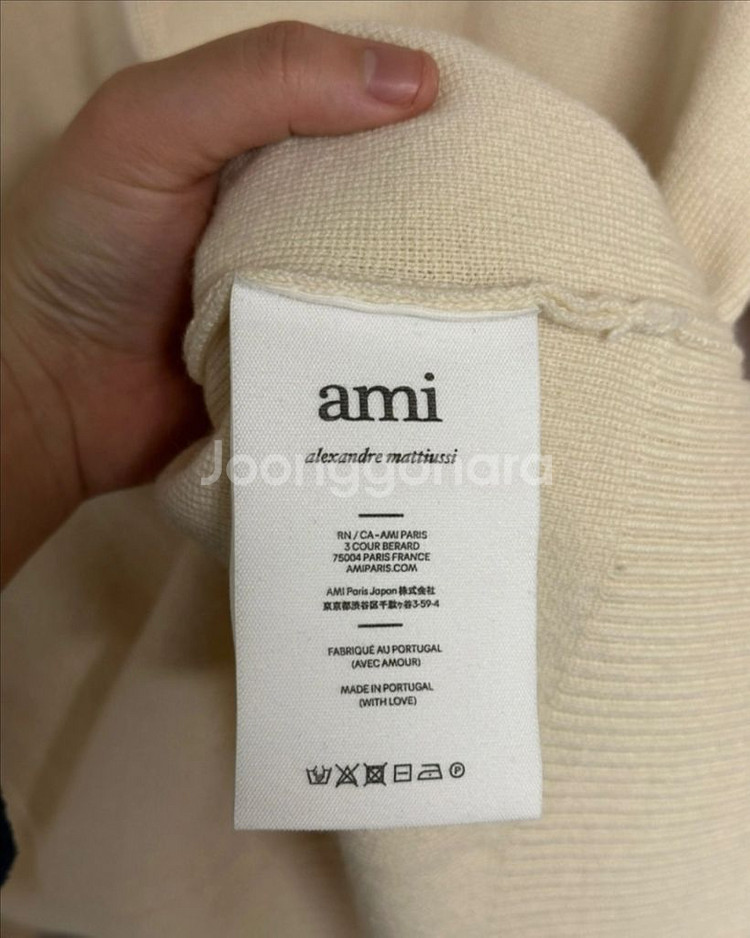 ami
alexandre mattiussi
Joonggonara
RN / CA-AMI PARIS
3 COUR BERARD
75004 PARIS FRANCE
AMIPARIS.COM
AMI Paris Japon 株式会社
東京都渋谷区千駄ヶ谷3-59-4
FABRIQUÉ AU PORTUGAL
(AVEC AMOUR)
MADE IN PORTUGAL
(WITH LOVE)
P